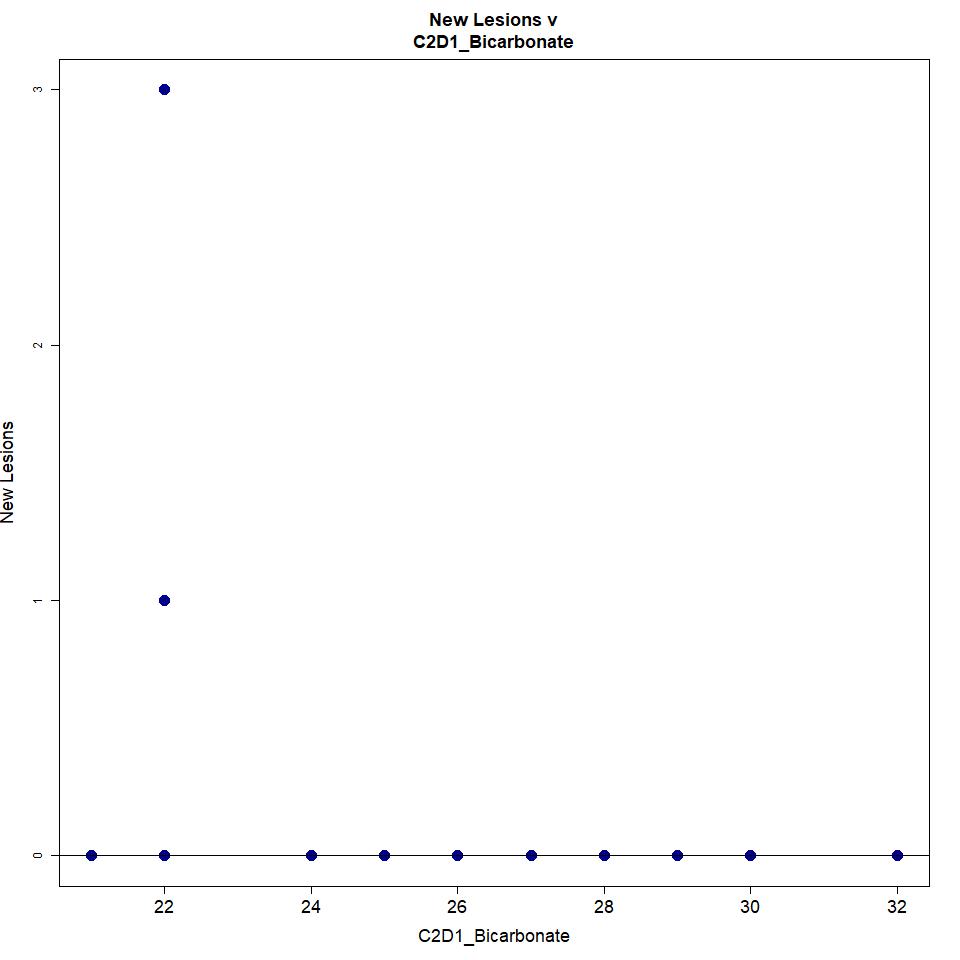 New Lesions v
C2D1_Bicarbonate
3
2
1
0
New Lesions
22 24 26 28 30 32
C2D1_Bicarbonate